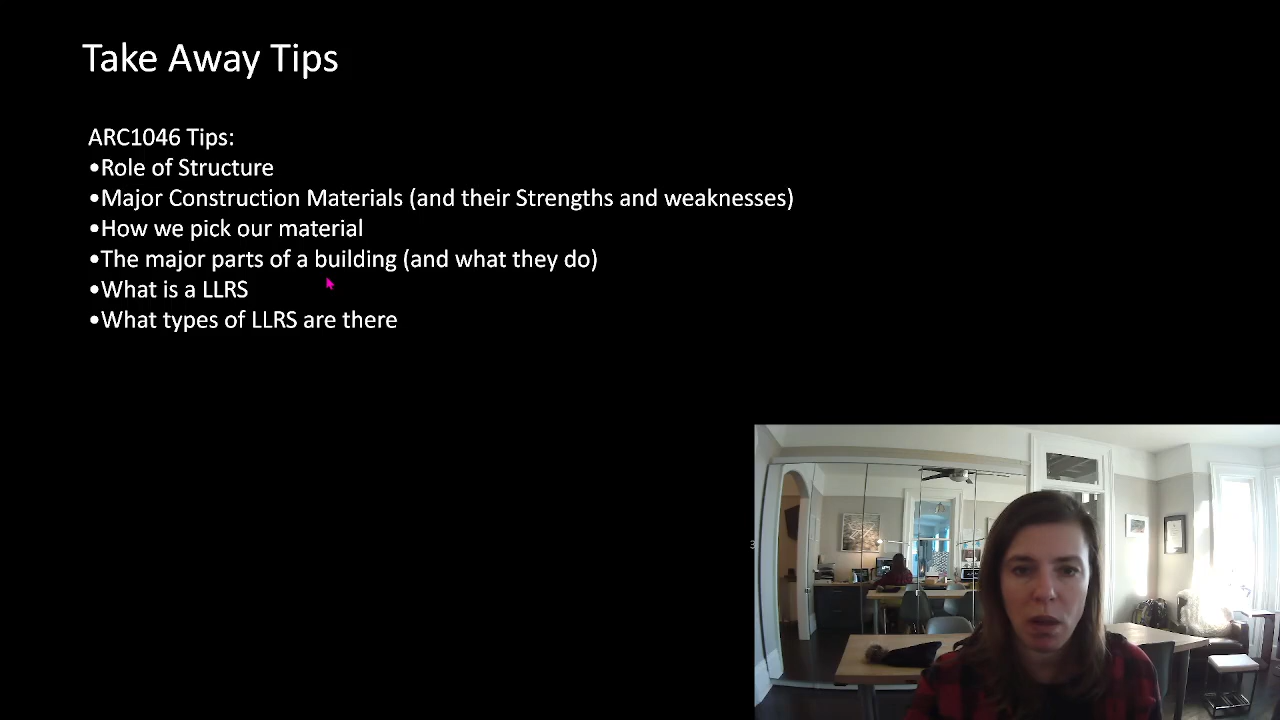 Take Away Tips
ARC1046 Tips:
•Role of Structure
•Major Construction Materials (and their Strengths and weaknesses)
•How we pick our material
•The major parts of a building (and what they do)
•What is a LLRS
•What types of LLRS are there
3